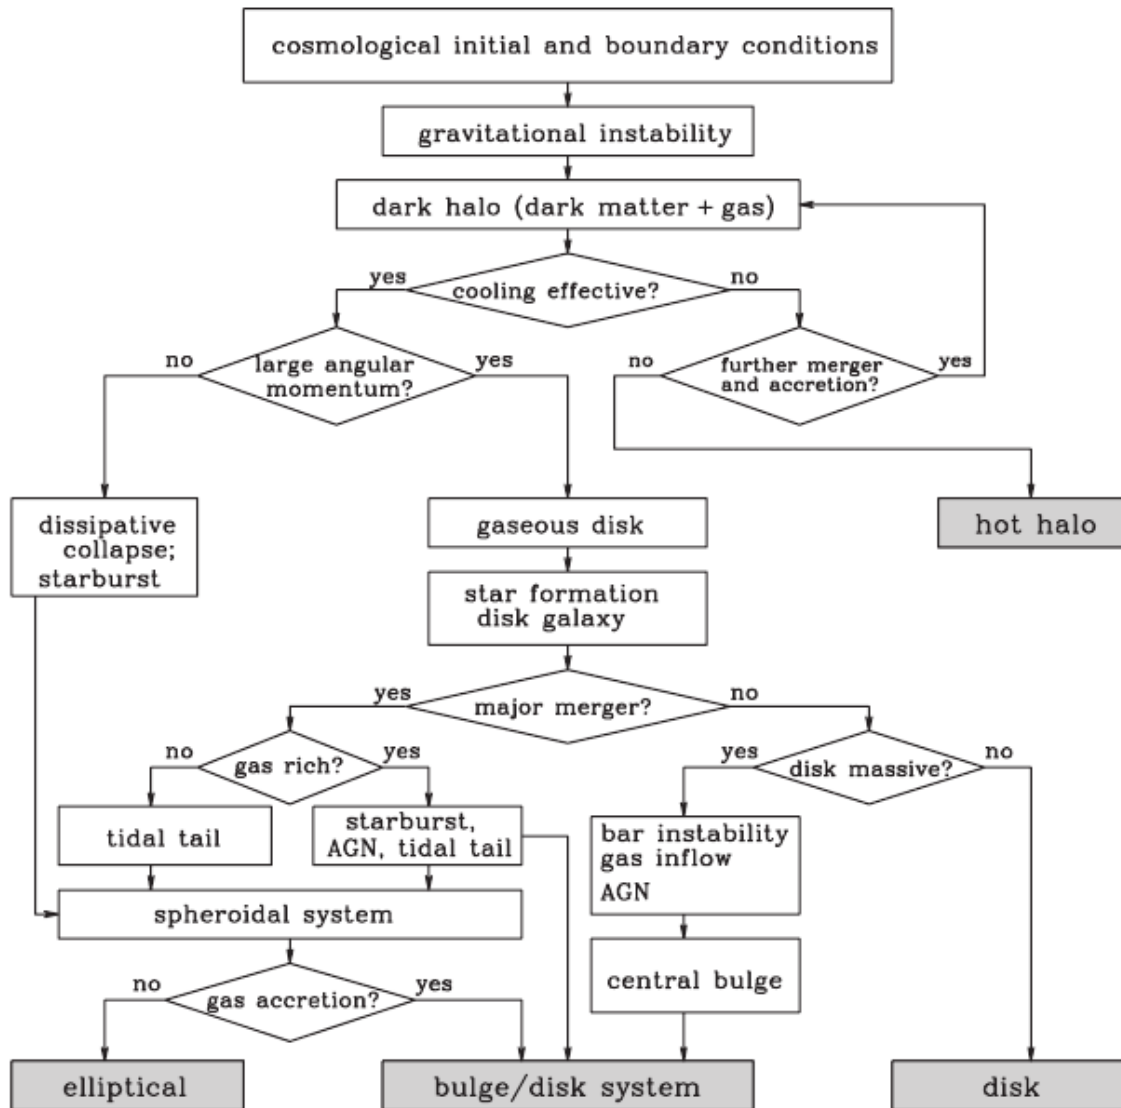 cosmological initial and boundary conditions
gravitational instability
dark halo (dark matter + gas)
yes
no
cooling effective?
no
large angular
momentum?
yes
no
further merger
and accretion?
yes
dissipative
collapse;
starburst
gaseous disk
hot halo
star formation
disk galaxy
yes
major merger?
no
no
gas rich?
yes
yes
disk massive?
no
tidal tail
starburst,
AGN, tidal tail
bar instability
gas inflow
AGN
spheroidal system
central bulge
no
gas accretion?
yes
elliptical
bulge/disk system
disk